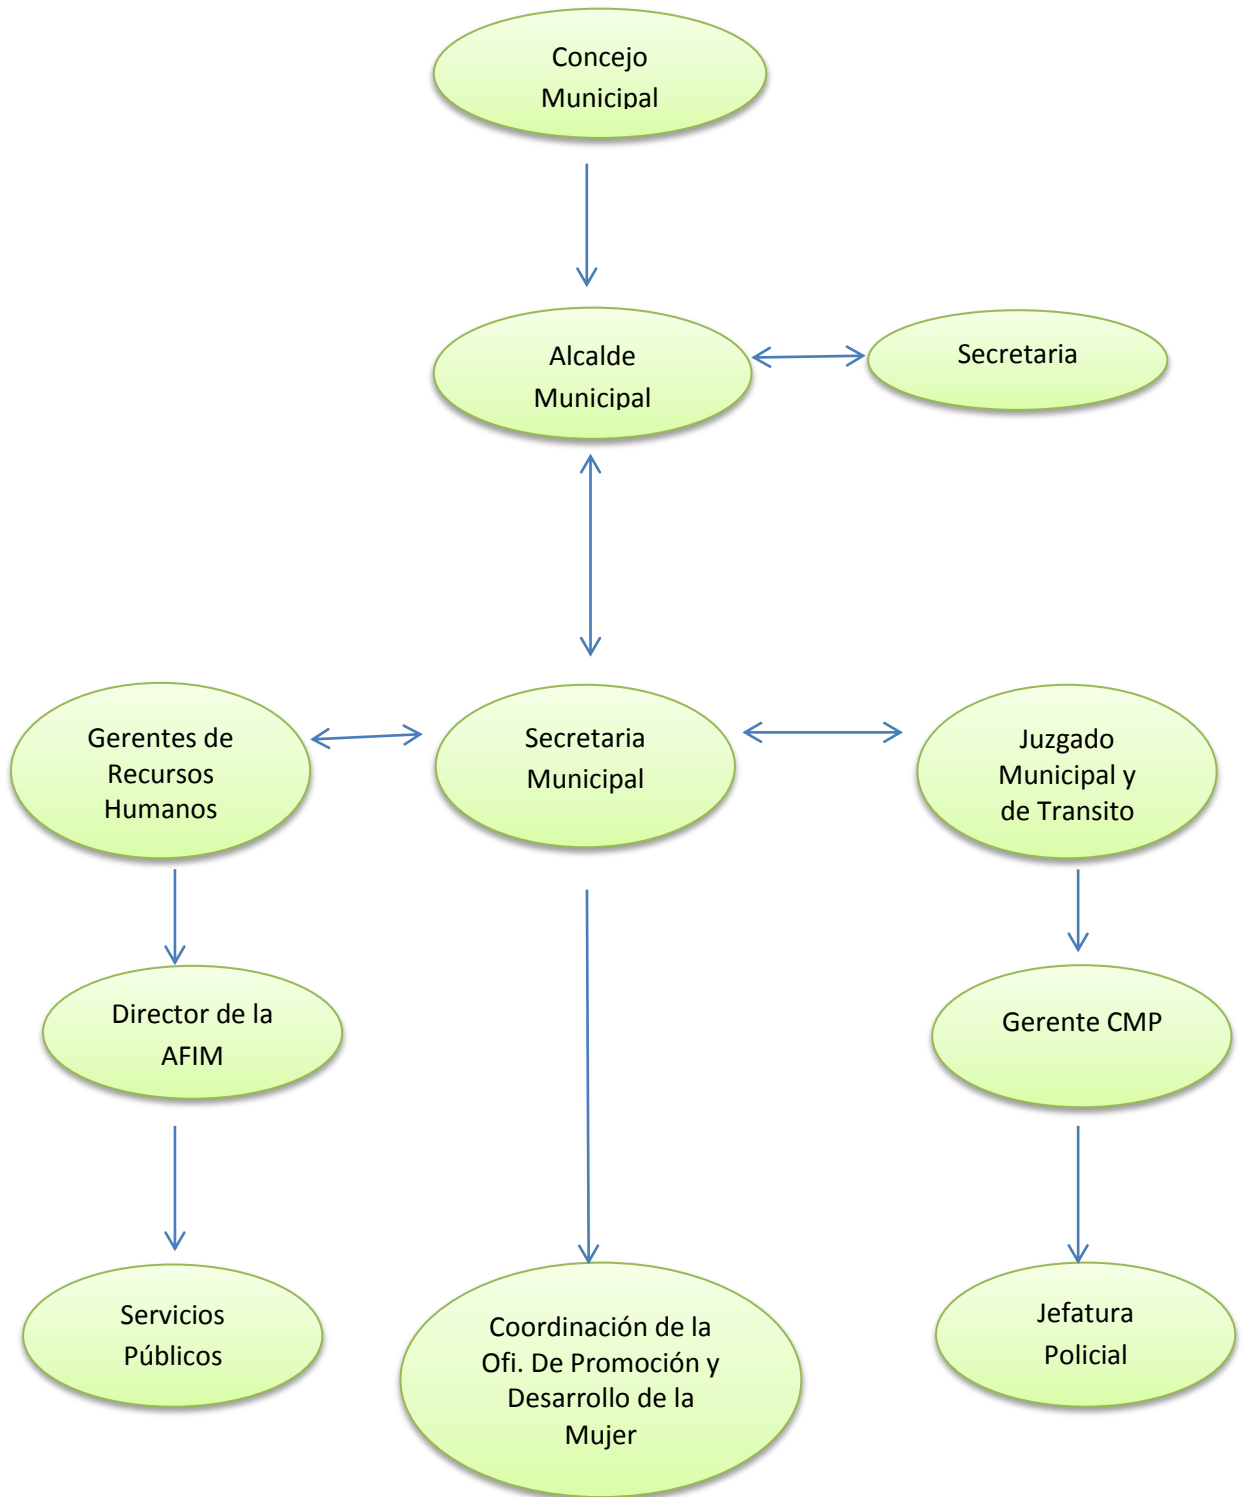 Concejo
Municipal
Alcalde
Municipal
Secretaria
Gerentes de
Recursos
Humanos
Secretaria
Municipal
Juzgado
Municipal y
de Transito
Director de la
AFIM
Gerente CMP
Servicios
Públicos
Coordinación de la
Ofi. De Promoción y
Desarrollo de la
Mujer
Jefatura
Policial